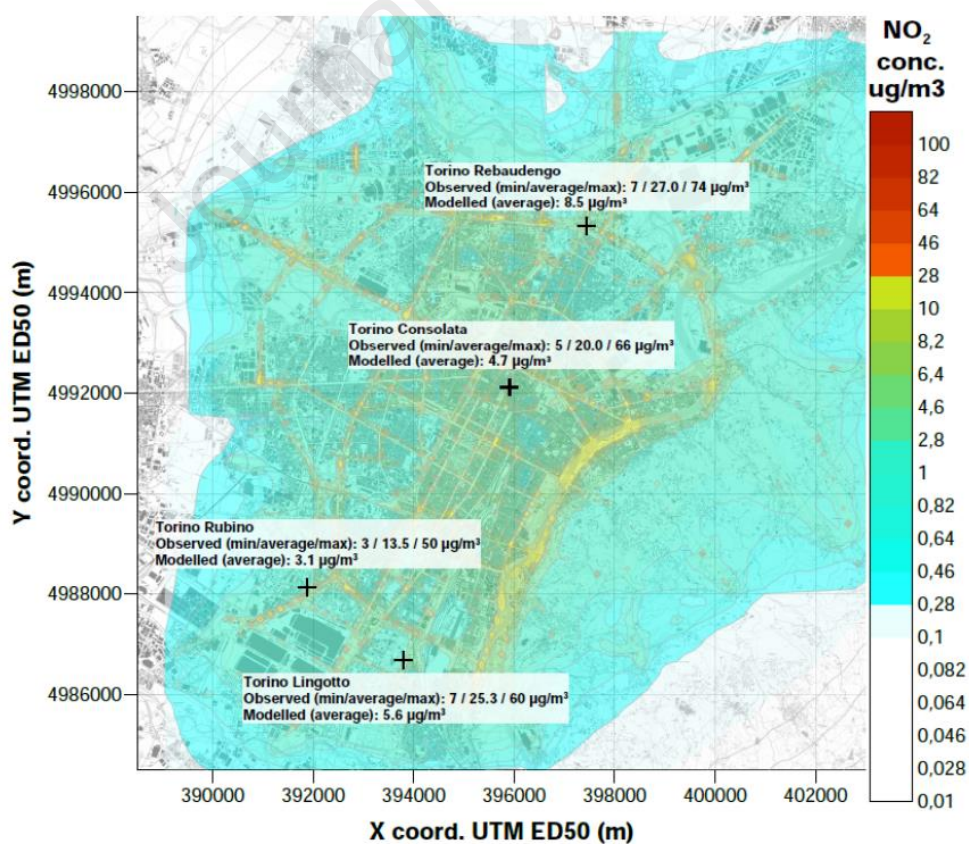 NO₂
conc.
ug/m3
4998000
4996000
4994000
4992000
4990000
4988000
4986000
Y coord. UTM ED50 (m)
Torino Rebaudengo
Observed (min/average/max): 7 / 27.0 / 74 µg/m³
Modelled (average): 8.5 µg/m³
Torino Consolata
Observed (min/average/max): 5 / 20.0 / 66 µg/m³
Modelled (average): 4.7 µg/m³
Torino Rubino
Observed (min/average/max): 3 / 13.5 / 50 µg/m³
Modelled (average): 3.1 µg/m³
Torino Lingotto
Observed (min/average/max): 7 / 25.3 / 60 µg/m³
Modelled (average): 5.6 µg/m³
100
82
64
46
28
10
8,2
6,4
4,6
2,8
1
0,82
0,64
0,46
0,28
0,1
0,082
0,064
0,046
0,028
0,01
390000 392000 394000 396000 398000 400000 402000
X coord. UTM ED50 (m)